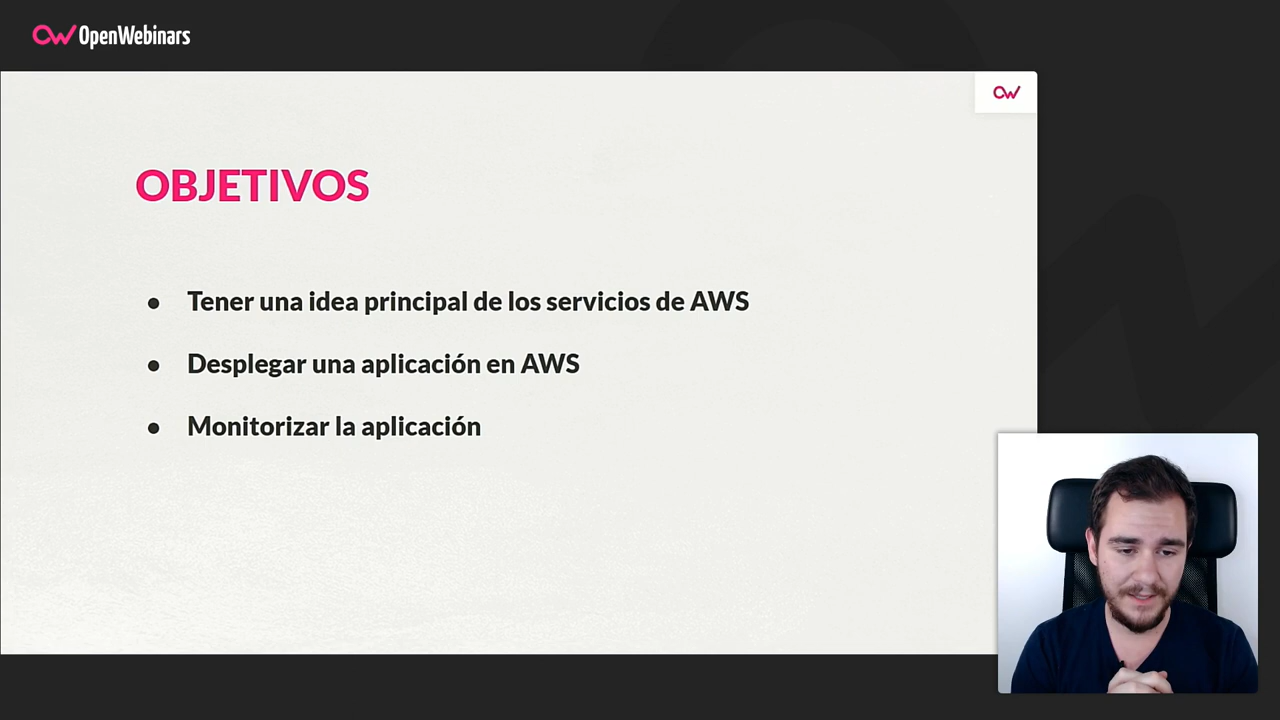 OpenWebinars
OBJETIVOS
● Tener una idea principal de los servicios de AWS
● Desplegar una aplicación en AWS
● Monitorizar la aplicación